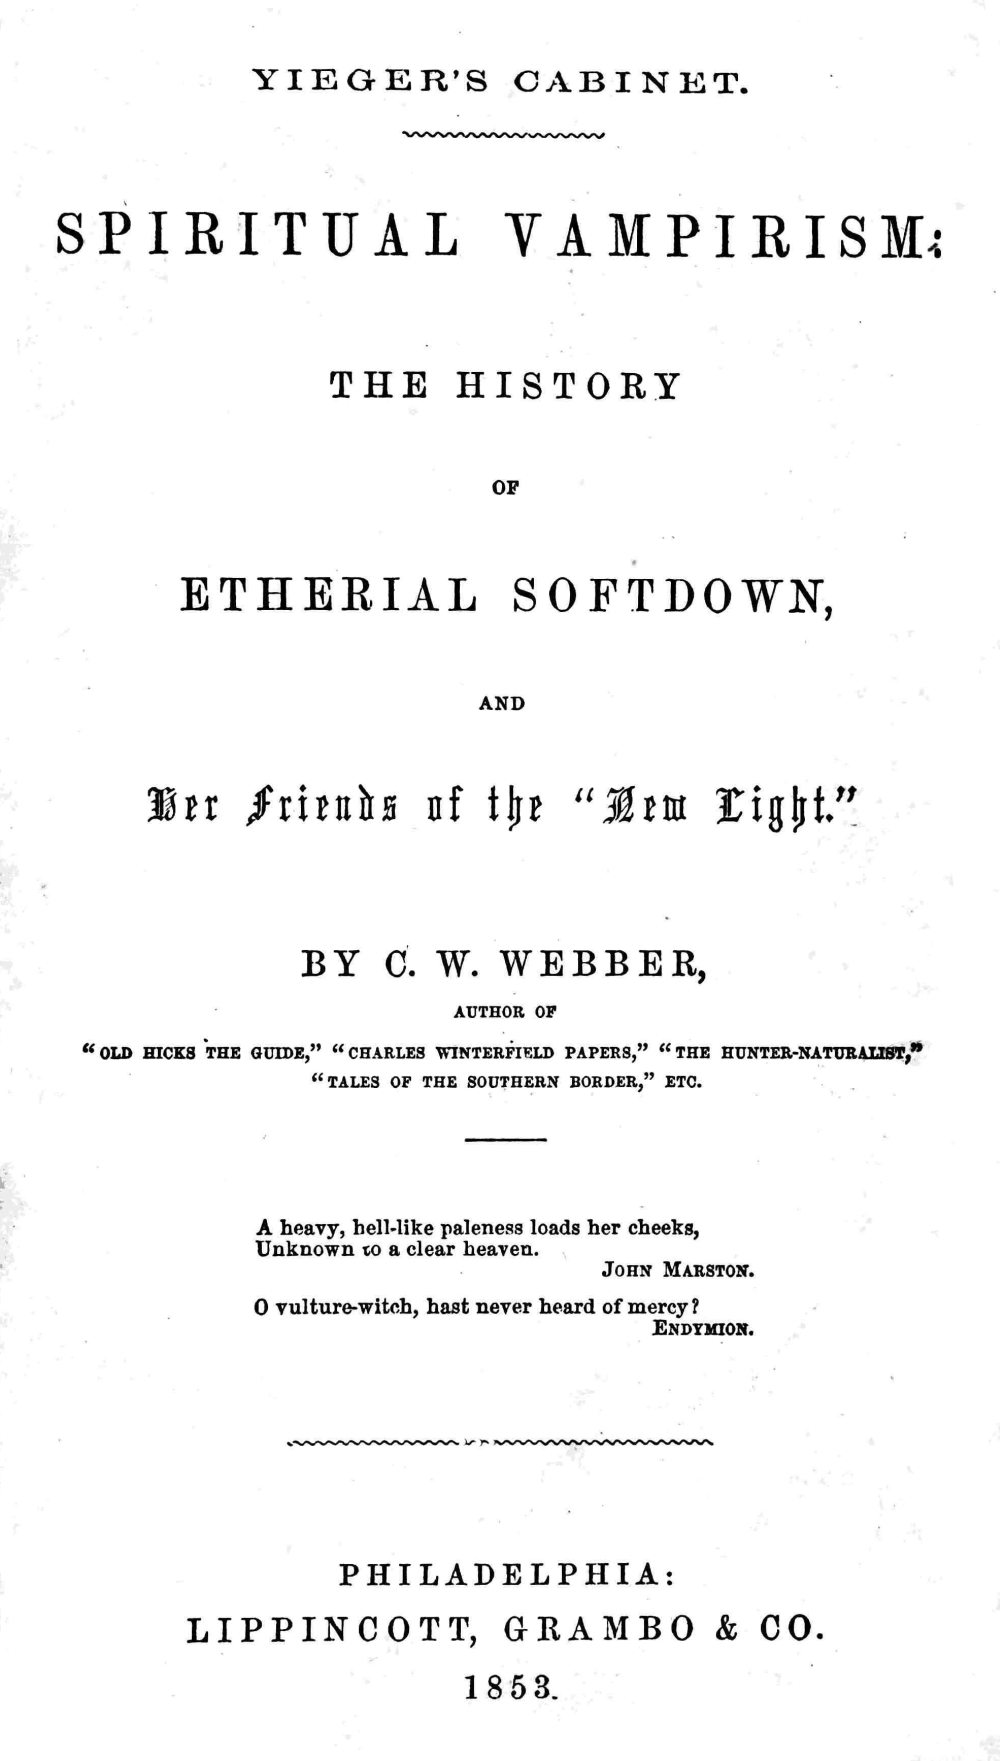 YIEGER'S CABINET.
SPIRITUAL VAMPIRISM:
THE HISTORY
OF
ETHERIAL SOFTDOWN,
AND
Her Friends of the “New Light.”
BY C. W. WEBBER,
AUTHOR OF
“OLD HICKS THE GUIDE,” “CHARLES WINTERFIELD PAPERS,” “THE HUNTER-NATURALIST,”
“TALES OF THE SOUTHERN BORDER,” ETC.
A heavy, hell-like paleness loads her cheeks,
Unknown to a clear heaven.
JOHN MARSTON.
O vulture-witch, hast never heard of mercy?
ENDYMION.
PHILADELPHIA:
LIPPINCOTT, GRAMBO & CO.
1853.